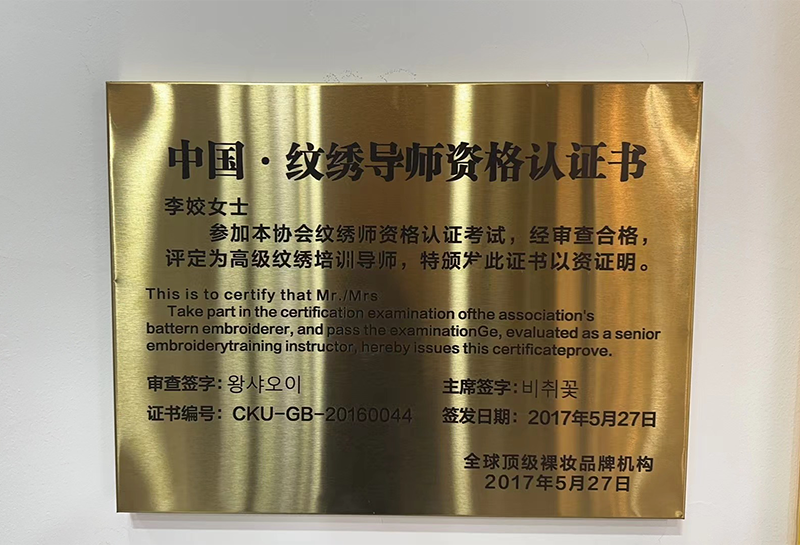 中国·纹绣导师资格认证书
李姣女士
参加本协会纹绣师资格认证考试，经审查合格，
评定为高级纹绣培训导师，特颁发此证书以资证明。
This is to certify that Mr./Mrs
Take part in the certification examination ofthe association's
battern embroiderer, and pass the examinationGe, evaluated as a senior
embroiderytraining instructor, hereby issues this certificateprove.
审查签字：왕샤오이 主席签字：비취꽃
证书编号：CKU-GB-20160044 签发日期：2017年5月27日
全球顶级裸妆品牌机构
2017年5月27日